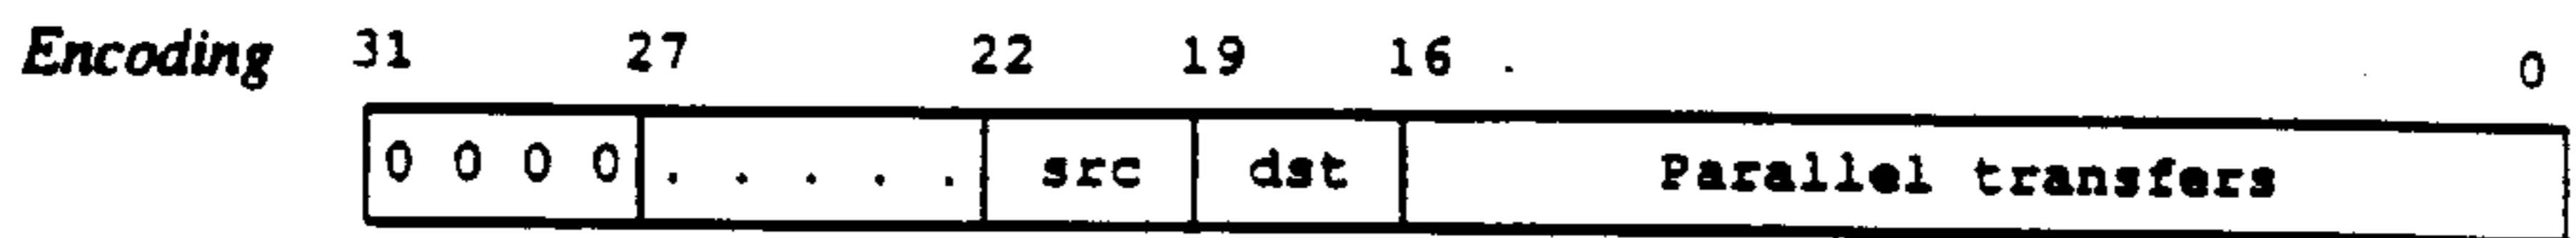 Encoding 31 27 22 19 16 . 0
0 0 0 0 . . . . . src dst Parallel transfers